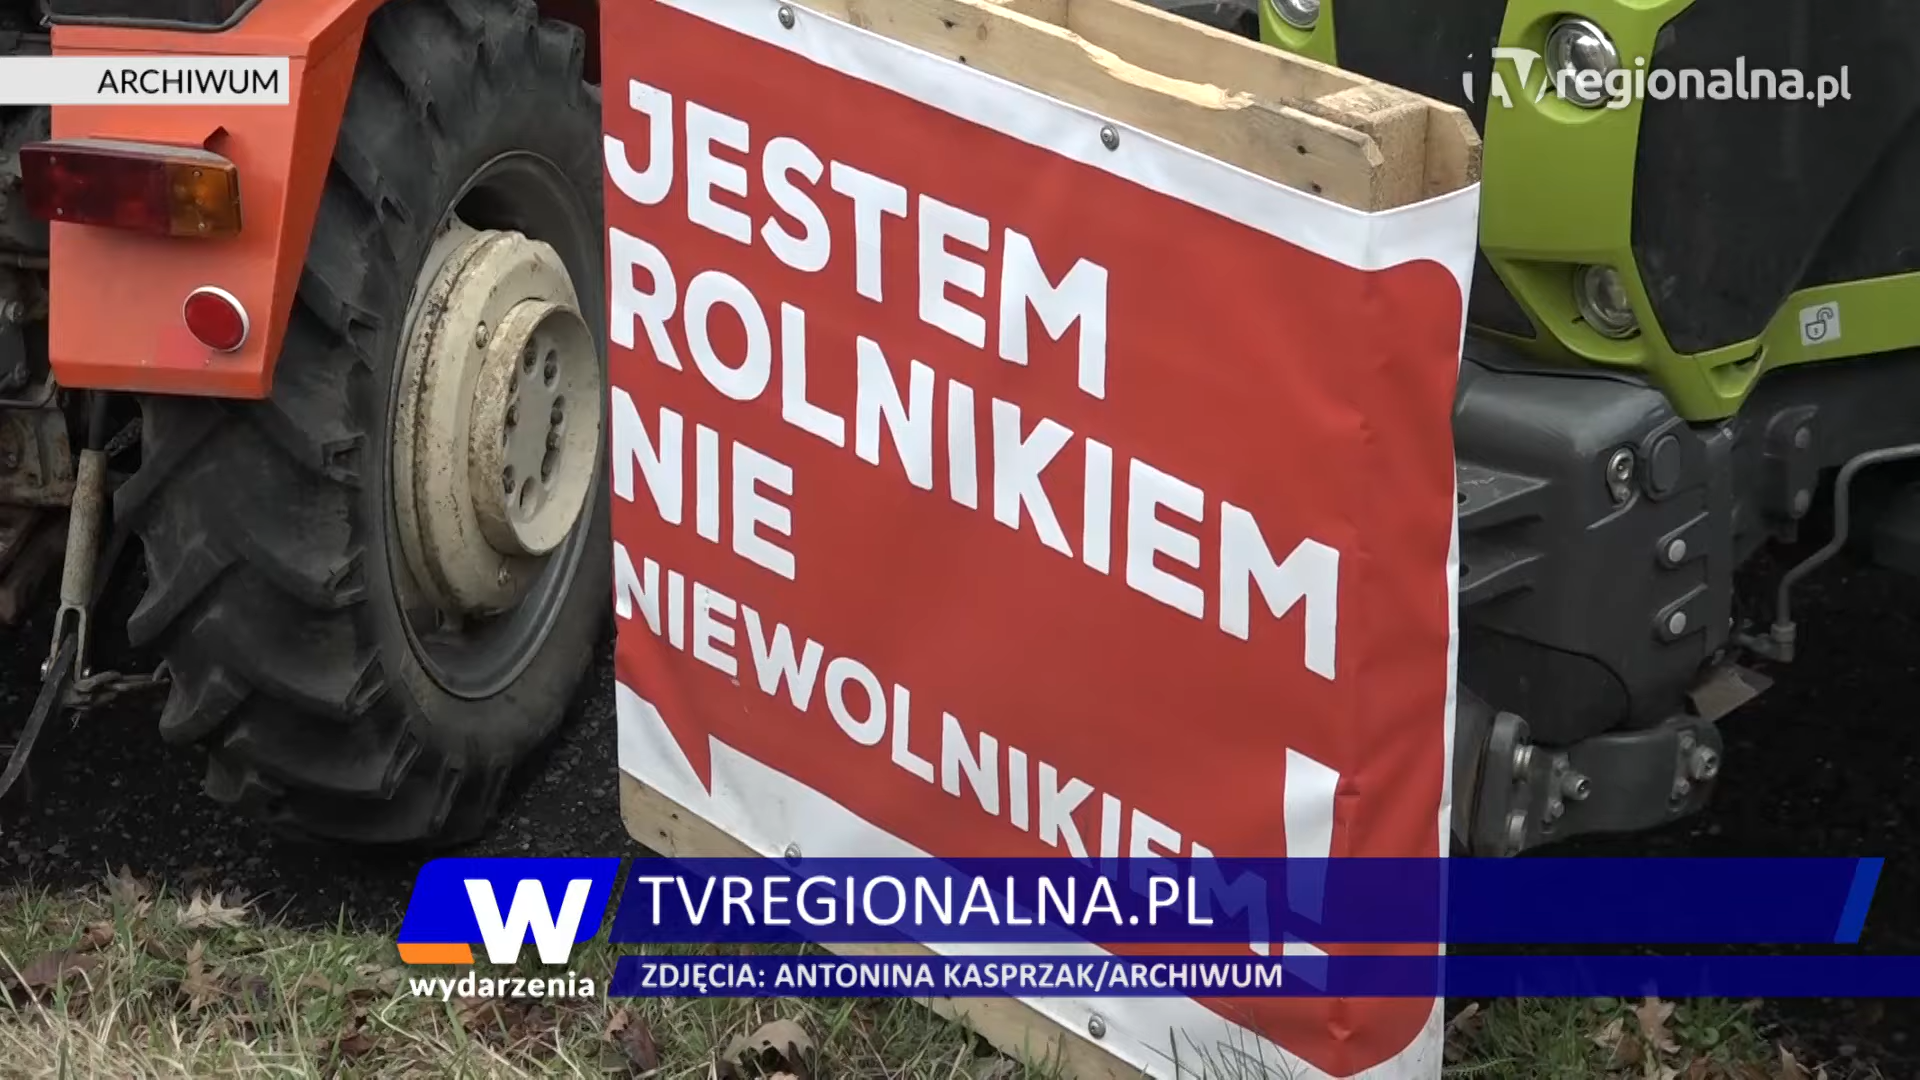 ARCHIWUM
tvregionalna.pl
JESTEM
ROLNIKIEM
NIE
NIEWOLNIKIEM!
W
wydarzenia
TVREGIONALNA.PL
ZDJĘCIA: ANTONINA KASPRZAK/ARCHIWUM